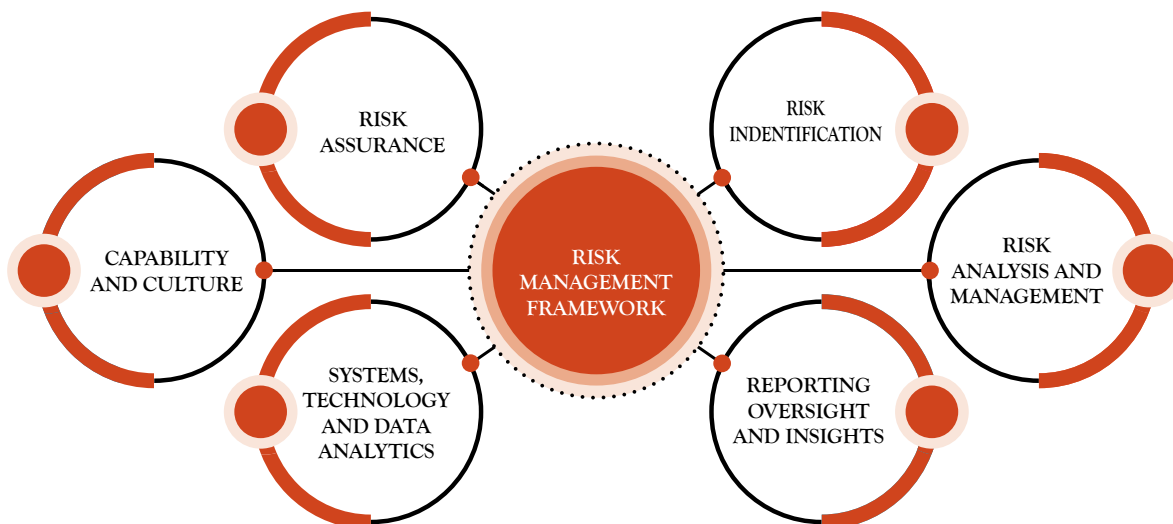 RISK
ASSURANCE
RISK
INDENTIFICATION
CAPABILITY
AND CULTURE
RISK
MANAGEMENT
FRAMEWORK
RISK
ANALYSIS AND
MANAGEMENT
SYSTEMS,
TECHNOLOGY
AND DATA
ANALYTICS
REPORTING
OVERSIGHT
AND INSIGHTS